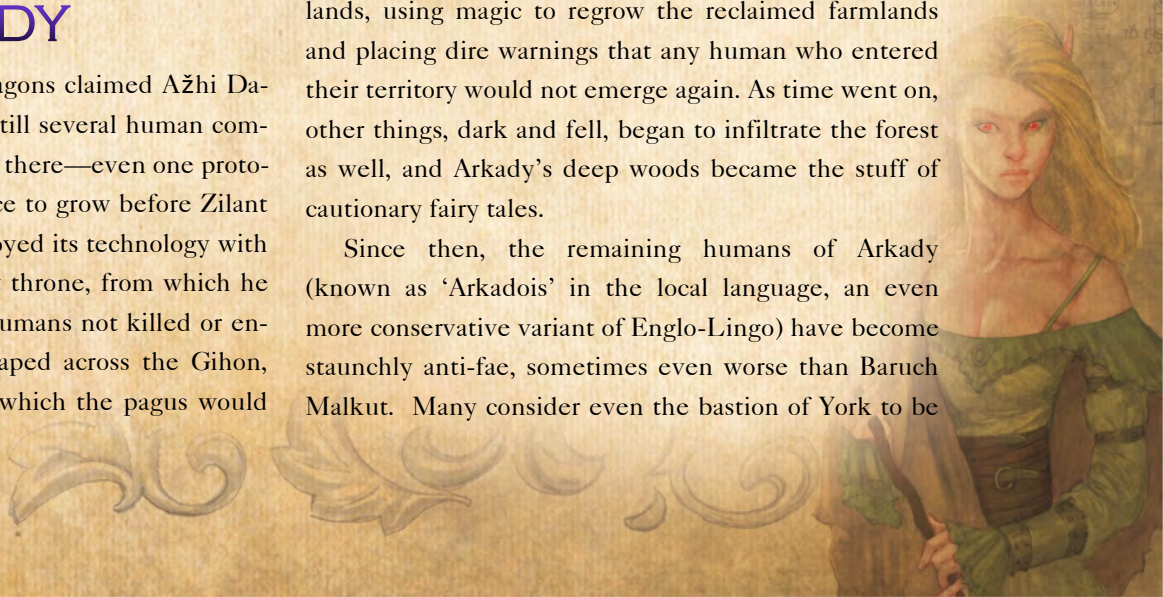 DY
agons claimed Ažhi Da-
till several human com-
there—even one proto-
ce to grow before Zilant
oyed its technology with
throne, from which he
umans not killed or en-
aped across the Gihon,
which the pagus would
lands, using magic to regrow the reclaimed farmlands
and placing dire warnings that any human who entered
their territory would not emerge again. As time went on,
other things, dark and fell, began to infiltrate the forest
as well, and Arkady’s deep woods became the stuff of
cautionary fairy tales.
Since then, the remaining humans of Arkady
(known as ‘Arkadois’ in the local language, an even
more conservative variant of Englo-Lingo) have become
staunchly anti-fae, sometimes even worse than Baruch
Malkut. Many consider even the bastion of York to be